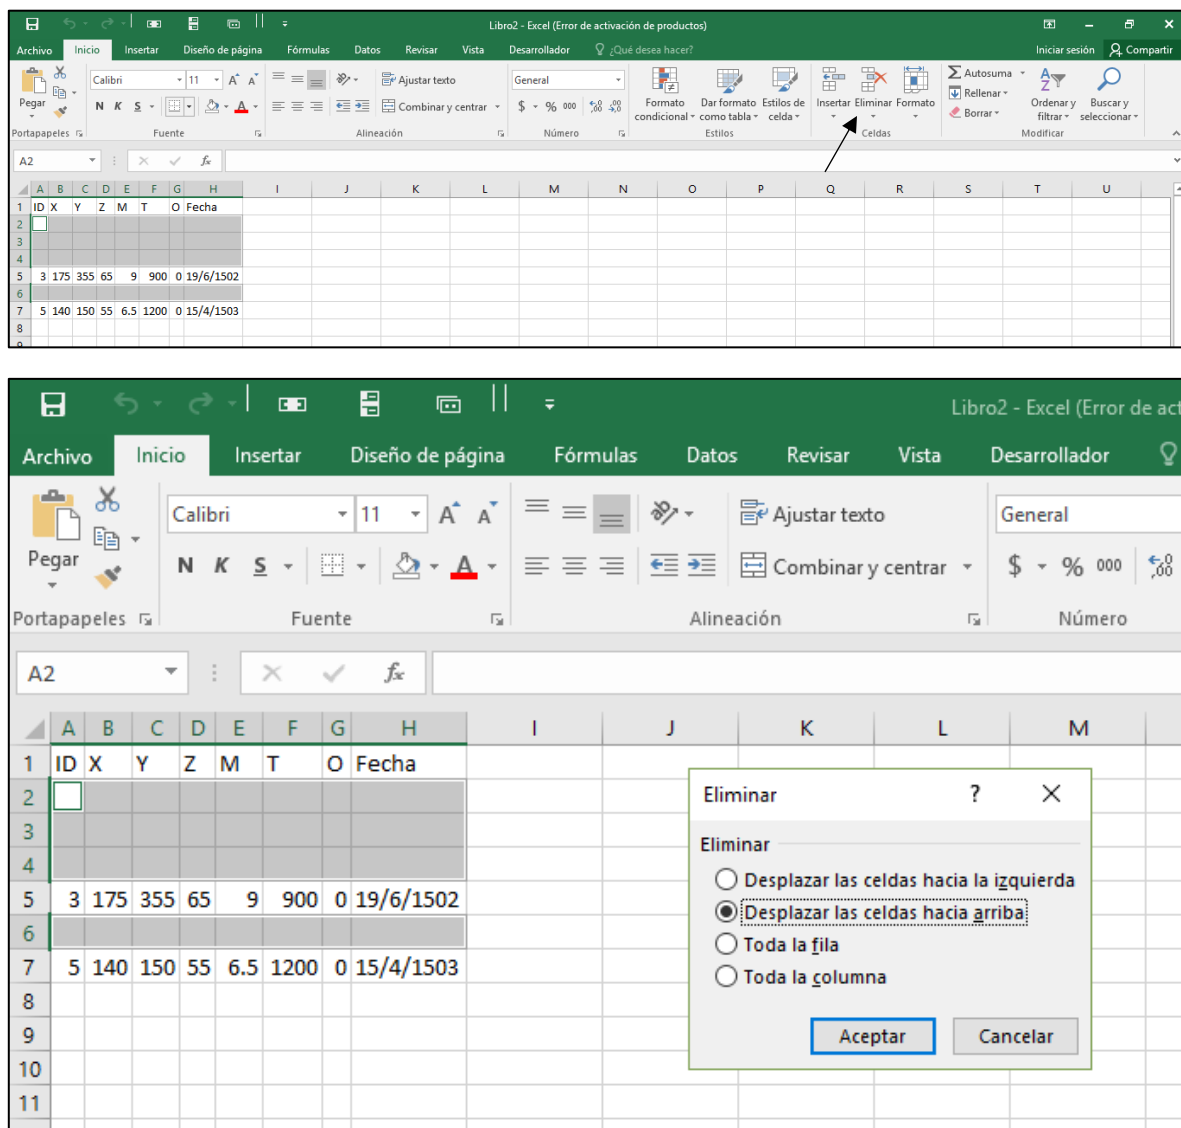 Libro2 - Excel (Error de activación de productos)
Archivo Inicio Insertar Diseño de página Fórmulas Datos Revisar Vista Desarrollador ¿Qué desea hacer? Iniciar sesión Compartir
Calibri 11 A A Ajustar texto General Autosuma
Pegar N K S A Combinar y centrar $ % 000 Formato condicional Dar formato como tabla Estilos de celda Insertar Eliminar Formato Rellenar Borrar Ordenar y filtrar Buscar y seleccionar
Portapapeles Fuente Alineación Número Estilos Celdas Modificar
A2 fx
A B C D E F G H I J K L M N O P Q R S T U
1 ID X Y Z M T O Fecha
2
3
4
5 3 175 355 65 9 900 0 19/6/1502
6
7 5 140 150 55 6.5 1200 0 15/4/1503
8
9
Libro2 - Excel (Error de act
Archivo Inicio Insertar Diseño de página Fórmulas Datos Revisar Vista Desarrollador
Calibri 11 A A Ajustar texto General
Pegar N K S A Combinar y centrar $ % 000 ,00
Portapapeles Fuente Alineación Número
A2 fx
A B C D E F G H I J K L M
1 ID X Y Z M T O Fecha
2
3
4
5 3 175 355 65 9 900 0 19/6/1502
6
7 5 140 150 55 6.5 1200 0 15/4/1503
8
9
10
11
Eliminar ?
Eliminar
Desplazar las celdas hacia la izquierda
Desplazar las celdas hacia arriba
Toda la fila
Toda la columna
Aceptar Cancelar